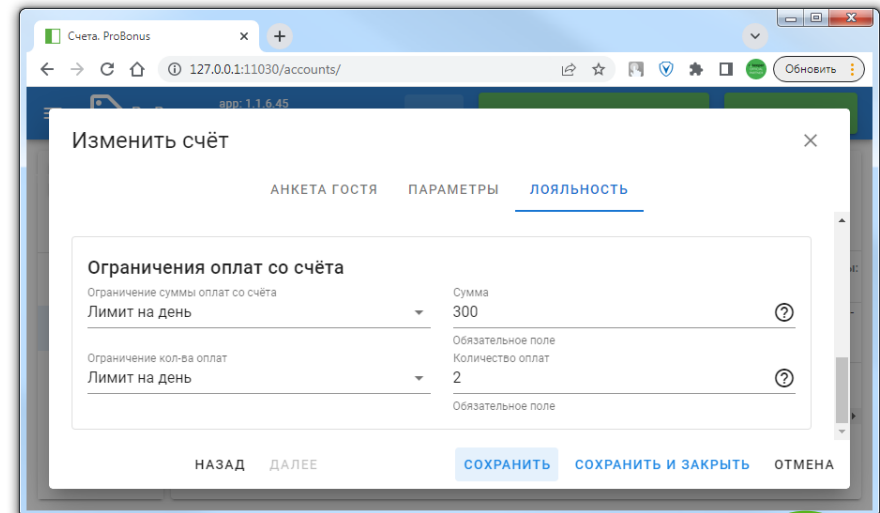 Счета. ProBonus
127.0.0.1:11030/accounts/
Обновить
app: 1.1.6.45
Изменить счёт
АНКЕТА ГОСТЯ ПАРАМЕТРЫ ЛОЯЛЬНОСТЬ
Ограничения оплат со счёта
Ограничение суммы оплат со счёта Сумма
Лимит на день 300
Обязательное поле
Ограничение кол-ва оплат Количество оплат
Лимит на день 2
Обязательное поле
НАЗАД ДАЛЕЕ СОХРАНИТЬ СОХРАНИТЬ И ЗАКРЫТЬ ОТМЕНА